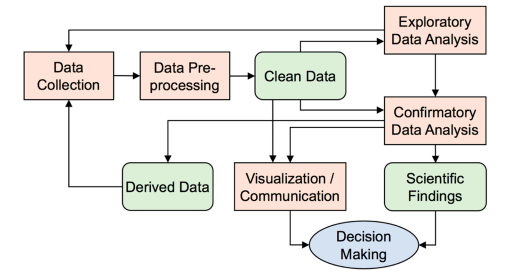 Exploratory
Data Analysis
Data
Collection
Data Pre-
processing
Clean Data
Confirmatory
Data Analysis
Derived Data
Visualization /
Communication
Scientific
Findings
Decision
Making